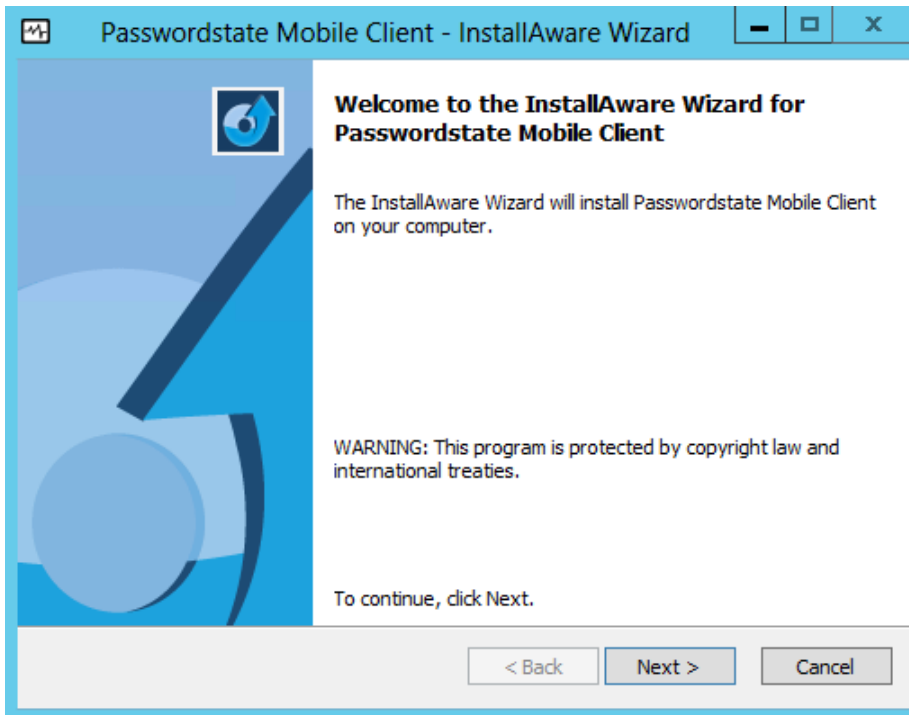 Passwordstate Mobile Client - InstallAware Wizard
Welcome to the InstallAware Wizard for
Passwordstate Mobile Client
The InstallAware Wizard will install Passwordstate Mobile Client
on your computer.
WARNING: This program is protected by copyright law and
international treaties.
To continue, click Next.
< Back
Next >
Cancel